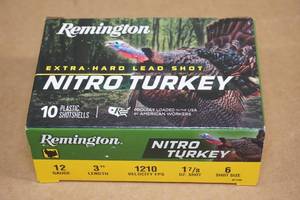 Remington
EXTRA-HARD LEAD SHOT
NITRO TURKEY
10 PLASTIC SHOTSHELLS
PROUDLY LOADED IN THE USA
BY AMERICAN WORKERS
Remington
NITRO TURKEY
12 3" 1210 1 7/8 6
GAUGE LENGTH VELOCITY FPS OZ. SHOT SHOT SIZE